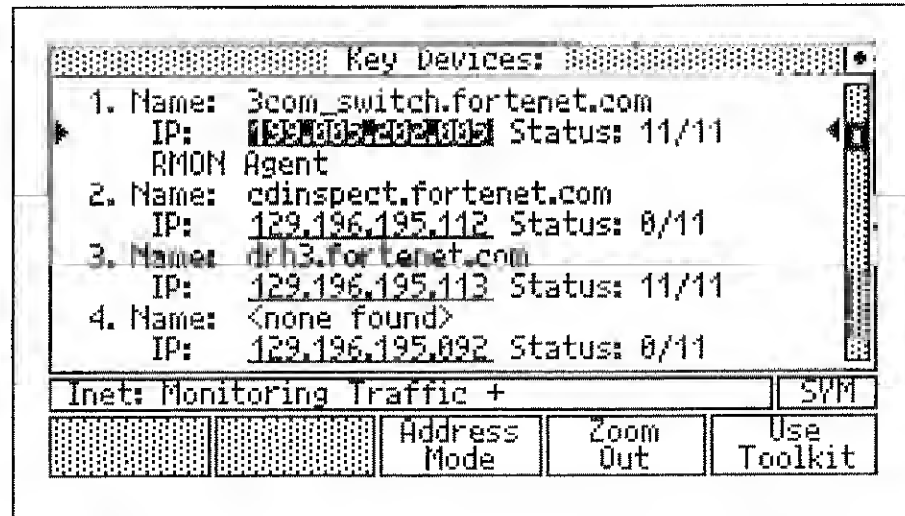 Key Devices:
1. Name: 3com_switch.fortenet.com
IP: Status: 11/11
RMON Agent
2. Name: cdinspect.fortenet.com
IP: 129.196.195.112 Status: 0/11
3. Name: drh3.fortenet.com
IP: 129.196.195.113 Status: 11/11
4. Name: <none found>
IP: 129.196.195.092 Status: 0/11
Inet: Monitoring Traffic + SYM
Address Mode
Zoom Out
Use Toolkit